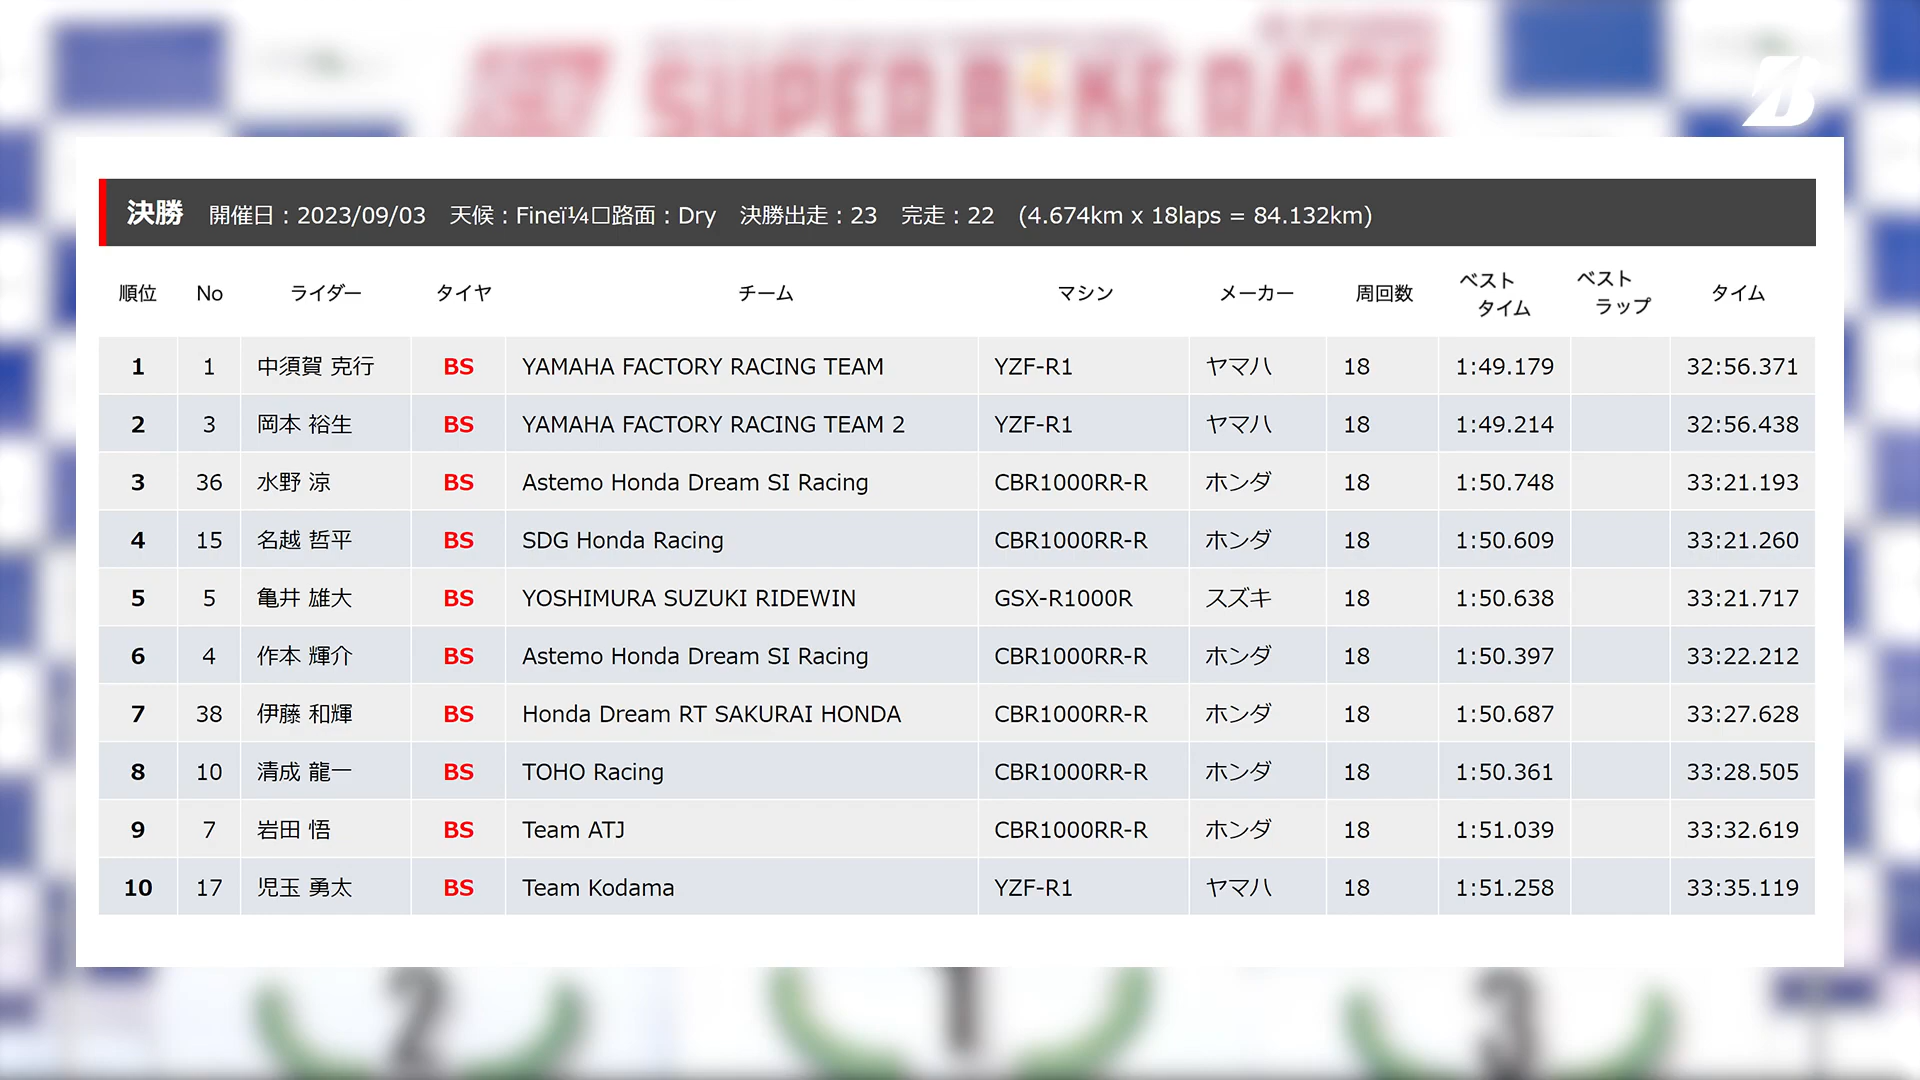 SUPER BIKE RACE
決勝 開催日：2023/09/03 天候：Fineï¼□路面：Dry 決勝出走：23 完走：22 (4.674km x 18laps = 84.132km)
順位 No ライダー タイヤ チーム マシン メーカー 周回数 ベストタイム ベストラップ タイム
1 1 中須賀 克行 BS YAMAHA FACTORY RACING TEAM YZF-R1 ヤマハ 18 1:49.179 32:56.371
2 3 岡本 裕生 BS YAMAHA FACTORY RACING TEAM 2 YZF-R1 ヤマハ 18 1:49.214 32:56.438
3 36 水野 涼 BS Astemo Honda Dream SI Racing CBR1000RR-R ホンダ 18 1:50.748 33:21.193
4 15 名越 哲平 BS SDG Honda Racing CBR1000RR-R ホンダ 18 1:50.609 33:21.260
5 5 亀井 雄大 BS YOSHIMURA SUZUKI RIDEWIN GSX-R1000R スズキ 18 1:50.638 33:21.717
6 4 作本 輝介 BS Astemo Honda Dream SI Racing CBR1000RR-R ホンダ 18 1:50.397 33:22.212
7 38 伊藤 和輝 BS Honda Dream RT SAKURAI HONDA CBR1000RR-R ホンダ 18 1:50.687 33:27.628
8 10 清成 龍一 BS TOHO Racing CBR1000RR-R ホンダ 18 1:50.361 33:28.505
9 7 岩田 悟 BS Team ATJ CBR1000RR-R ホンダ 18 1:51.039 33:32.619
10 17 児玉 勇太 BS Team Kodama YZF-R1 ヤマハ 18 1:51.258 33:35.119
2 1 3